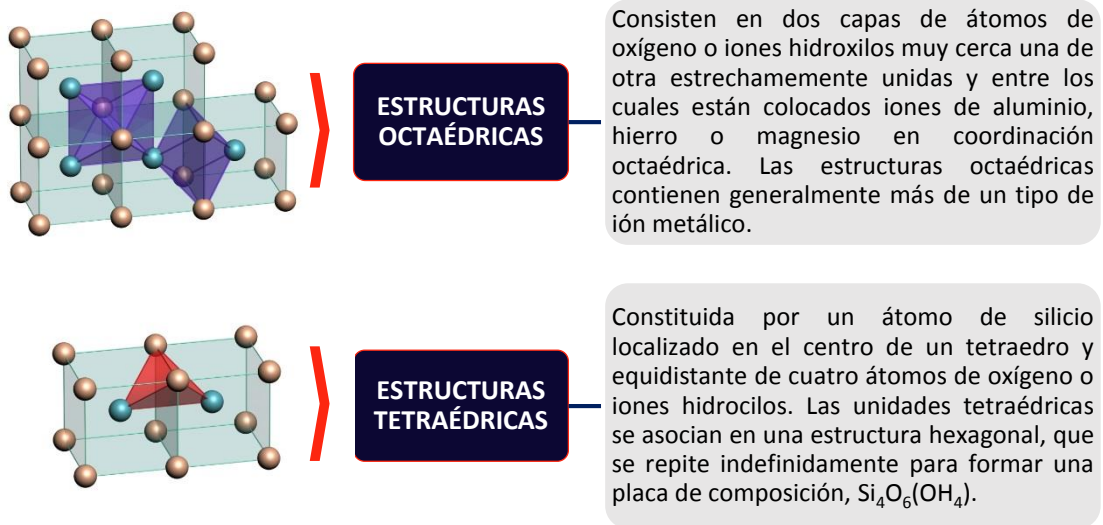 ESTRUCTURAS
OCTAÉDRICAS
Consisten en dos capas de átomos de
oxígeno o iones hidroxilos muy cerca una de
otra estrechamemente unidas y entre los
cuales están colocados iones de aluminio,
hierro o magnesio en coordinación
octaédrica. Las estructuras octaédricas
contienen generalmente más de un tipo de
ión metálico.
ESTRUCTURAS
TETRAÉDRICAS
Constituida por un átomo de silicio
localizado en el centro de un tetraedro y
equidistante de cuatro átomos de oxígeno o
iones hidrocilos. Las unidades tetraédricas
se asocian en una estructura hexagonal, que
se repite indefinidamente para formar una
placa de composición, Si₄O₆(OH₄).